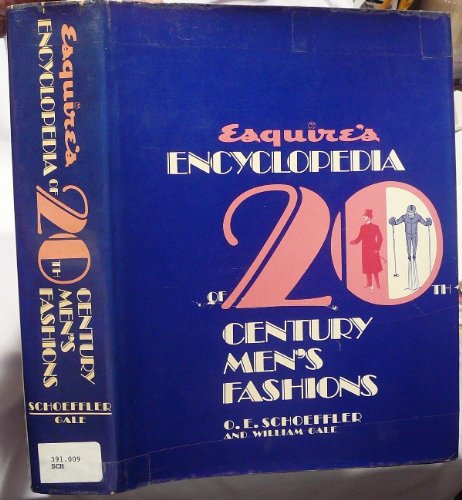 Esquire's
ENCYCLOPEDIA
OF 20TH
CENTURY
MEN'S
FASHIONS
O. E. SCHOEFFLER
AND WILLIAM GALE
Esquire's
ENCYCLOPEDIA OF
20TH
CENTURY
MEN'S
FASHIONS
SCHOEFFLER
GALE
391.009
SCH